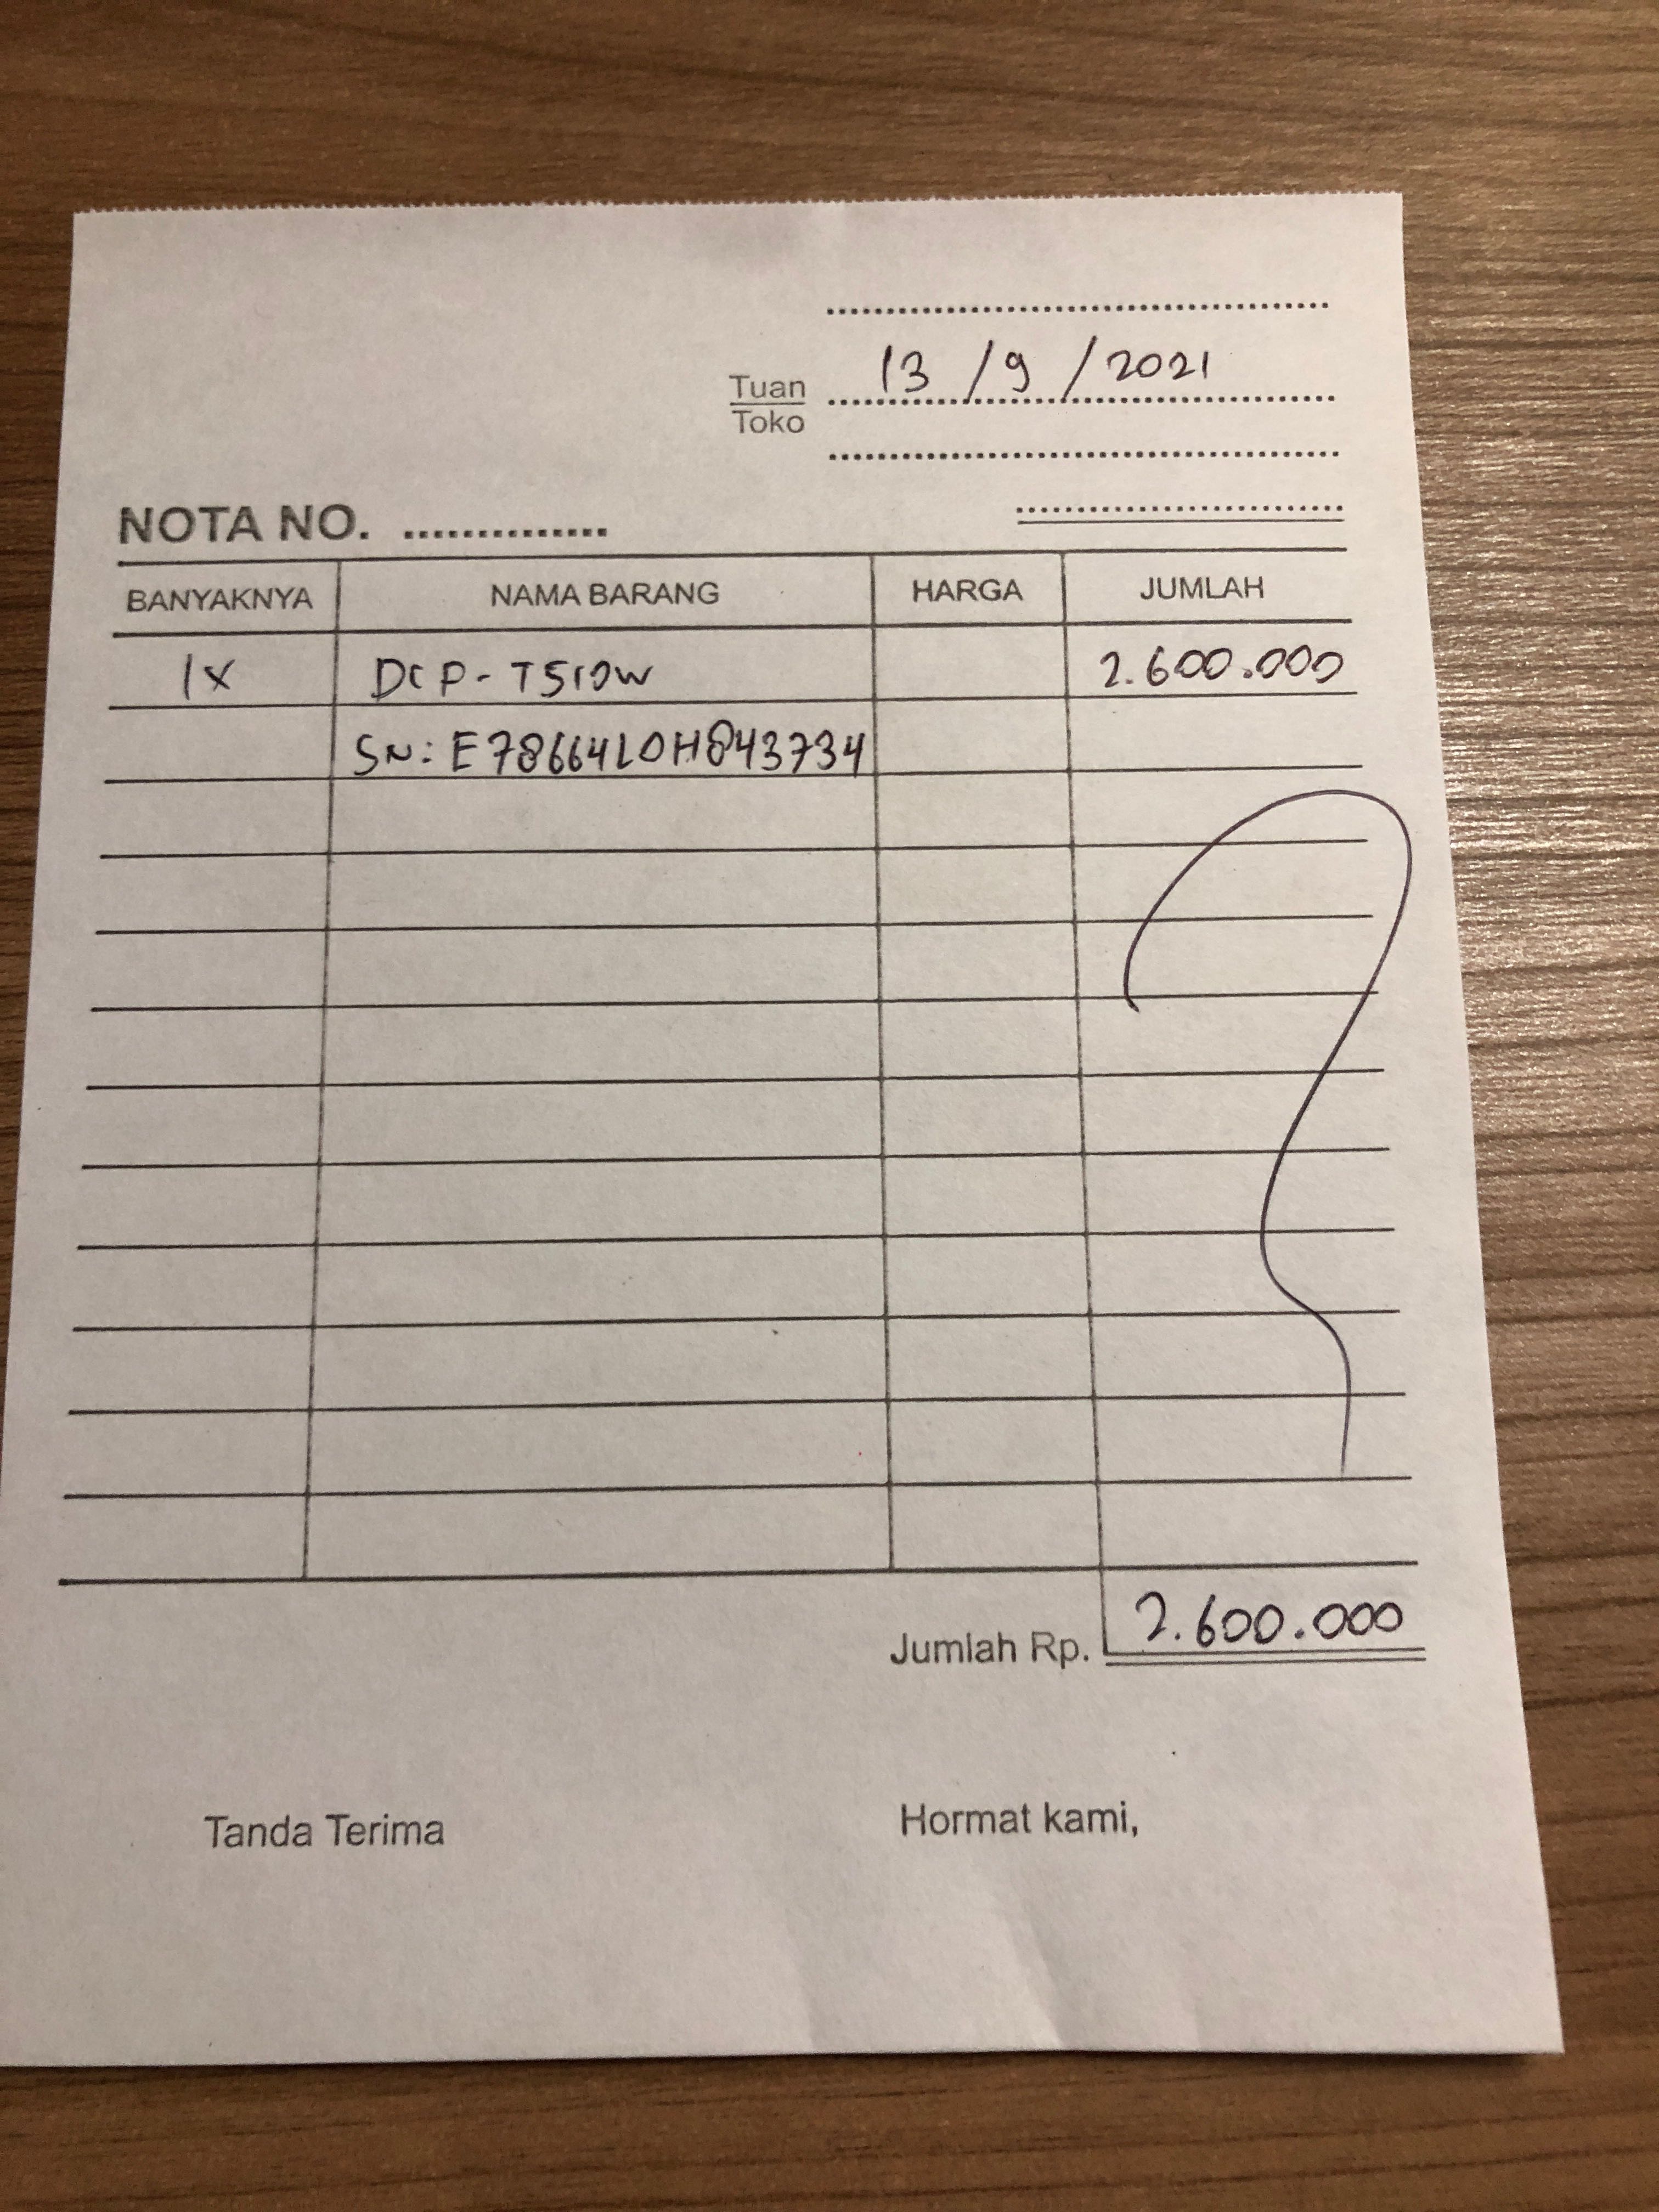 13/9/2021
Tuan
Toko
NOTA NO. ..............
BANYAKNYA NAMA BARANG HARGA JUMLAH
1x DCP-T510W 2.600.000
SN: E78664L0H843734
Jumlah Rp. 2.600.000
Tanda Terima Hormat kami,